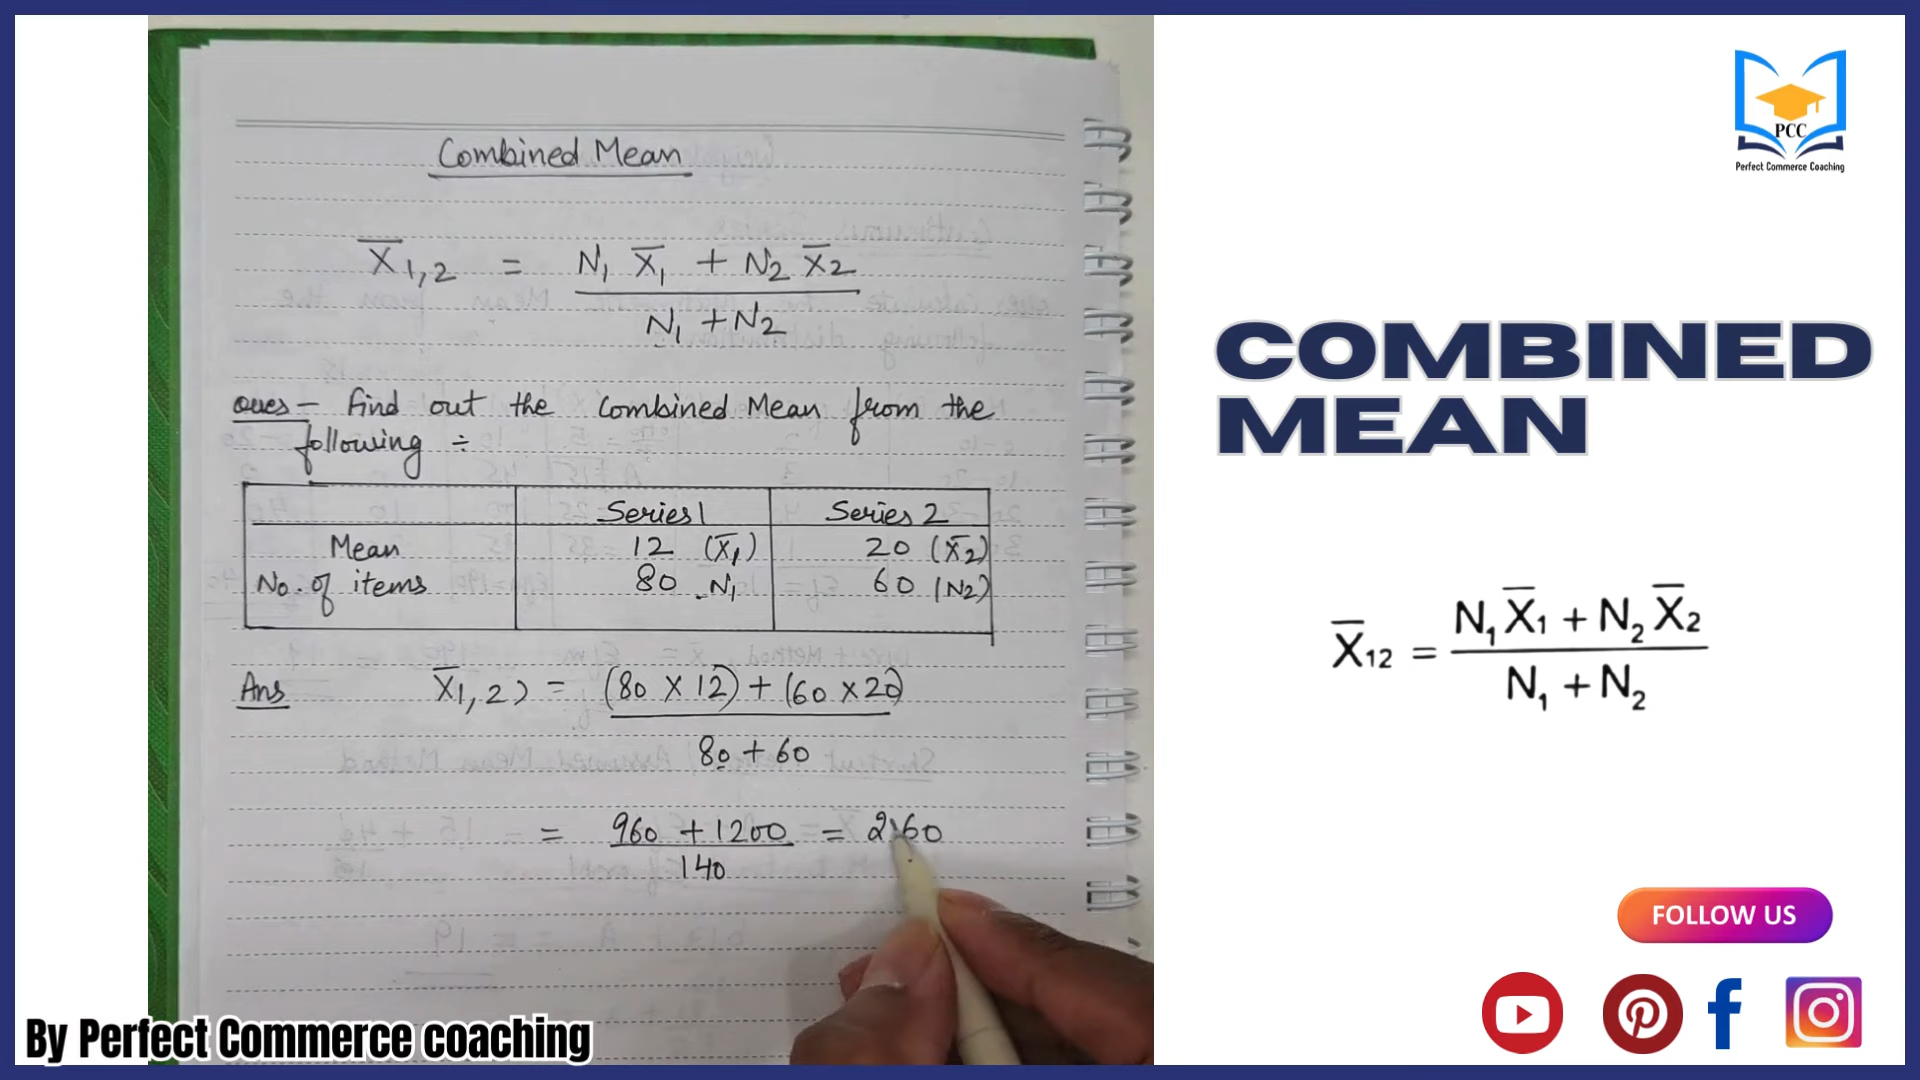 Combined Mean
X̅1,2 = N1 X̅1 + N2 X̅2
N1 + N2
Ques - Find out the Combined Mean from the
following ÷
Series 1 Series 2
Mean 12 (X̅1) 20 (X̅2)
No. of items 80 N1 60 (N2)
Ans X̅1,2) = (80 X 12) + (60 x 20)
80 + 60
= 960 + 1200 = 2160
140
By Perfect Commerce coaching
PCC
Perfect Commerce Coaching
COMBINED
MEAN
X̅12 = N1 X̅1 + N2 X̅2
N1 + N2
FOLLOW US